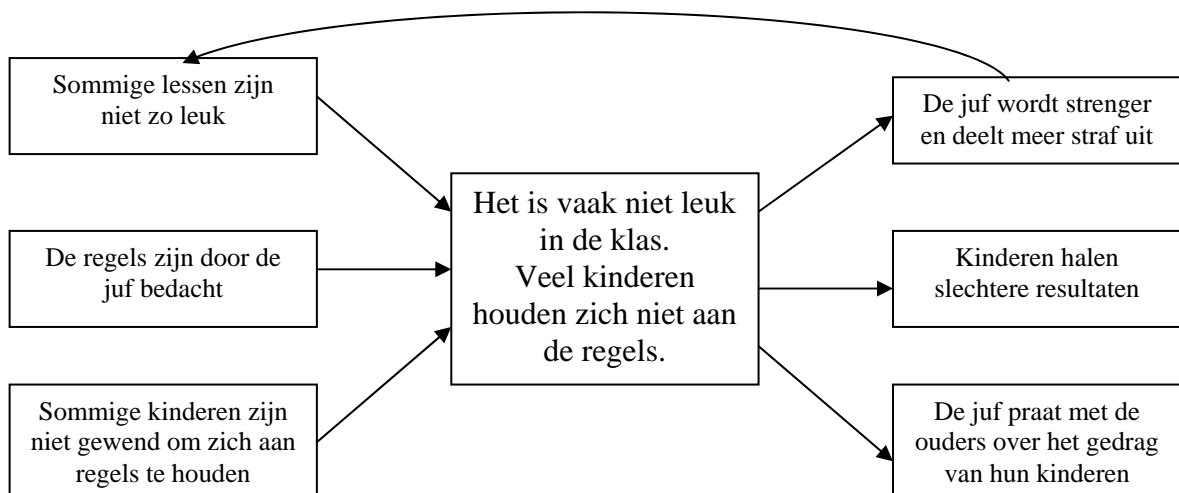 Sommige lessen zijn
niet zo leuk
De regels zijn door de
juf bedacht
Sommige kinderen zijn
niet gewend om zich aan
regels te houden
Het is vaak niet leuk
in de klas.
Veel kinderen
houden zich niet aan
de regels.
De juf wordt strenger
en deelt meer straf uit
Kinderen halen
slechtere resultaten
De juf praat met de
ouders over het gedrag
van hun kinderen